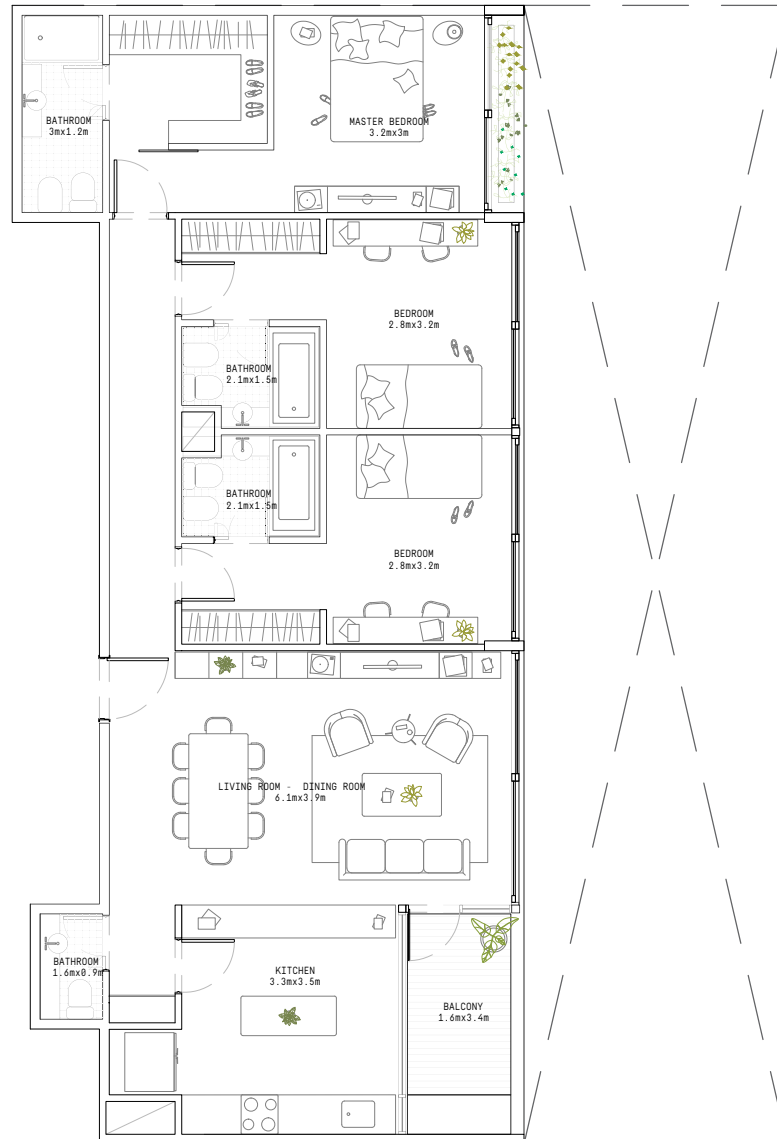 BATHROOM
3mx1.2m
MASTER BEDROOM
3.2mx3m
BEDROOM
2.8mx3.2m
BATHROOM
2.1mx1.5m
BATHROOM
2.1mx1.5m
BEDROOM
2.8mx3.2m
LIVING ROOM - DINING ROOM
6.1mx3.9m
BATHROOM
1.6mx0.9m
KITCHEN
3.3mx3.5m
BALCONY
1.6mx3.4m